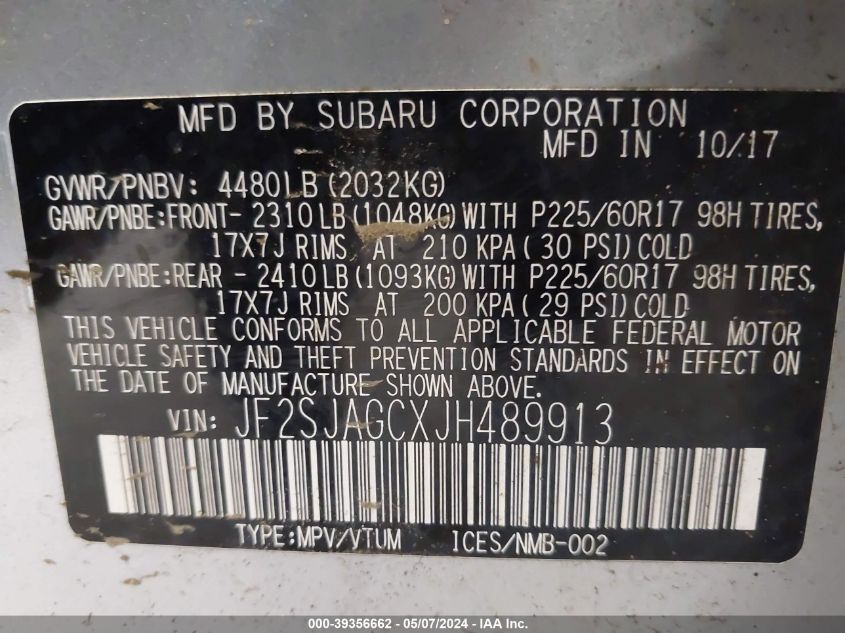 MFD BY SUBARU CORPORATION
MFD IN 10/17
GVWR/PNBV: 4480LB(2032KG)
GAWR/PNBE:FRONT- 2310LB(1048KG)WITH P225/60R17 98H TIRES,
17X7J RIMS AT 210 KPA(30 PSI)COLD
GAWR/PNBE:REAR - 2410LB(1093KG)WITH P225/60R17 98H TIRES,
17X7J RIMS AT 200 KPA(29 PSI)COLD
THIS VEHICLE CONFORMS TO ALL APPLICABLE FEDERAL MOTOR
VEHICLE SAFETY AND THEFT PREVENTION STANDARDS IN EFFECT ON
THE DATE OF MANUFACTURE SHOWN ABOVE.
VIN: JF2SJAGCXJH489913
TYPE:MPV/VTUM ICES/NMB-002
000-39356662 - 05/07/2024 - IAA Inc.